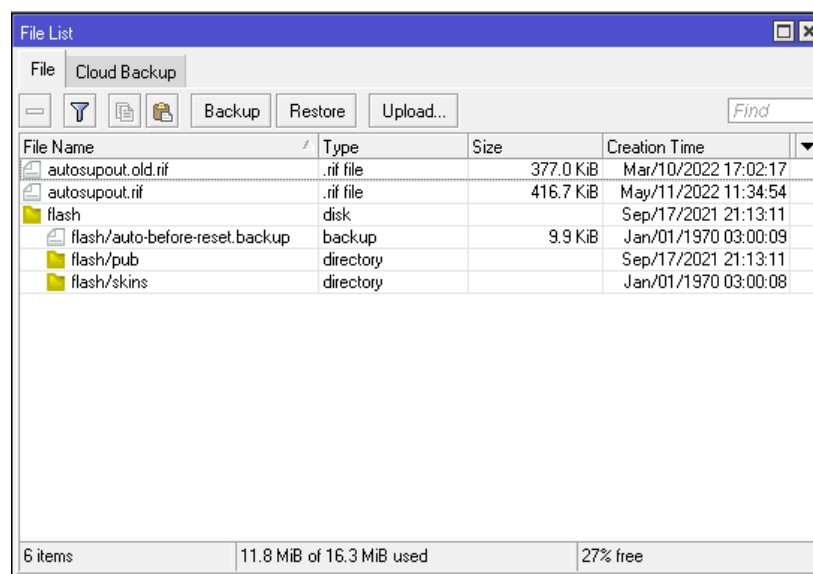 File List
File Cloud Backup
Backup Restore Upload... Find
File Name Type Size Creation Time
autosupout.old.rif .rif file 377.0 KiB Mar/10/2022 17:02:17
autosupout.rif .rif file 416.7 KiB May/11/2022 11:34:54
flash disk Sep/17/2021 21:13:11
flash/auto-before-reset.backup backup 9.9 KiB Jan/01/1970 03:00:09
flash/pub directory Sep/17/2021 21:13:11
flash/skins directory Jan/01/1970 03:00:08
6 items 11.8 MiB of 16.3 MiB used 27% free